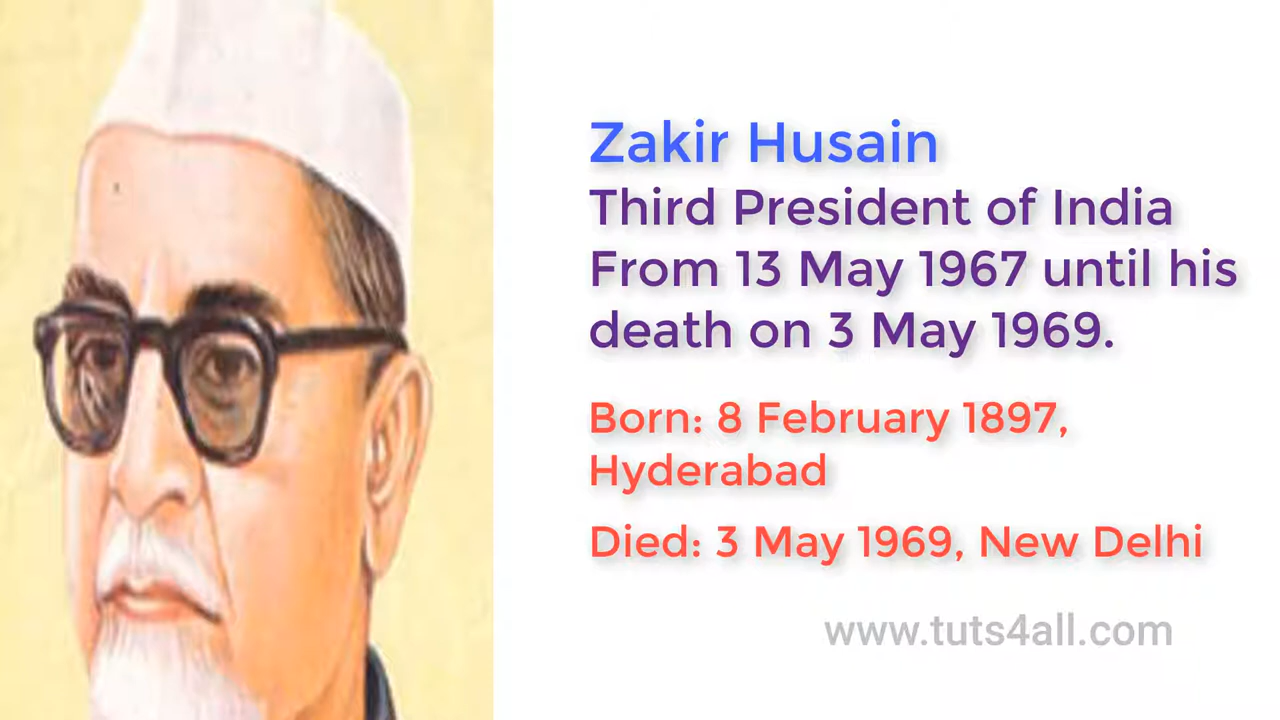 Zakir Husain
Third President of India
From 13 May 1967 until his
death on 3 May 1969.
Born: 8 February 1897,
Hyderabad
Died: 3 May 1969, New Delhi
www.tuts4all.com